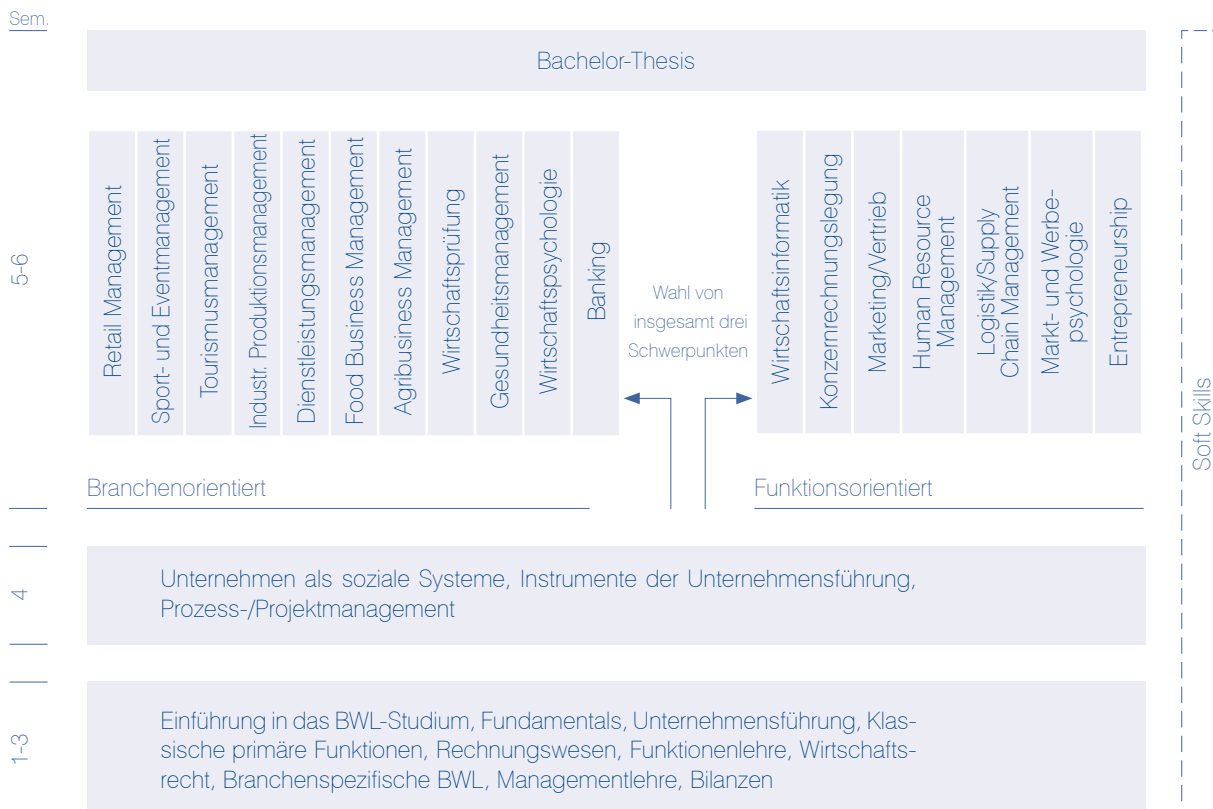 Sem.
Bachelor-Thesis
5-6
Retail Management
Sport- und Eventmanagement
Tourismusmanagement
Industr. Produktionsmanagement
Dienstleistungsmanagement
Food Business Management
Agribusiness Management
Wirtschaftsprüfung
Gesundheitsmanagement
Wirtschaftspsychologie
Banking
Wahl von
insgesamt drei
Schwerpunkten
Wirtschaftsinformatik
Konzernrechnungslegung
Marketing/Vertrieb
Human Resource
Management
Logistik/Supply
Chain Management
Markt- und Werbe-
psychologie
Entrepreneurship
Soft Skills
Branchenorientiert
Funktionsorientiert
4
Unternehmen als soziale Systeme, Instrumente der Unternehmensführung,
Prozess-/Projektmanagement
1-3
Einführung in das BWL-Studium, Fundamentals, Unternehmensführung, Klas-
sische primäre Funktionen, Rechnungswesen, Funktionenlehre, Wirtschafts-
recht, Branchenspezifische BWL, Managementlehre, Bilanzen